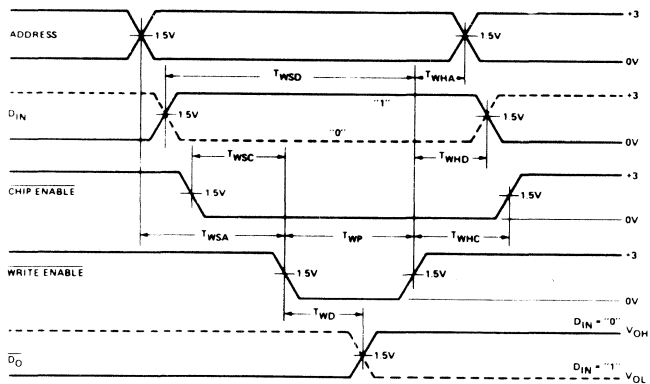 +3
ADDRESS
1.5V
1.5V
0V
TWSD
TWHA
+3
"1"
DIN
1.5V
1.5V
"0"
0V
TWSC
TWHD
+3
CHIP ENABLE
1.5V
1.5V
0V
TWSA
TWP
TWHC
+3
WRITE ENABLE
1.5V
1.5V
0V
TWD
DIN = "0"
VOH
DO
1.5V
DIN = "1"
VOL